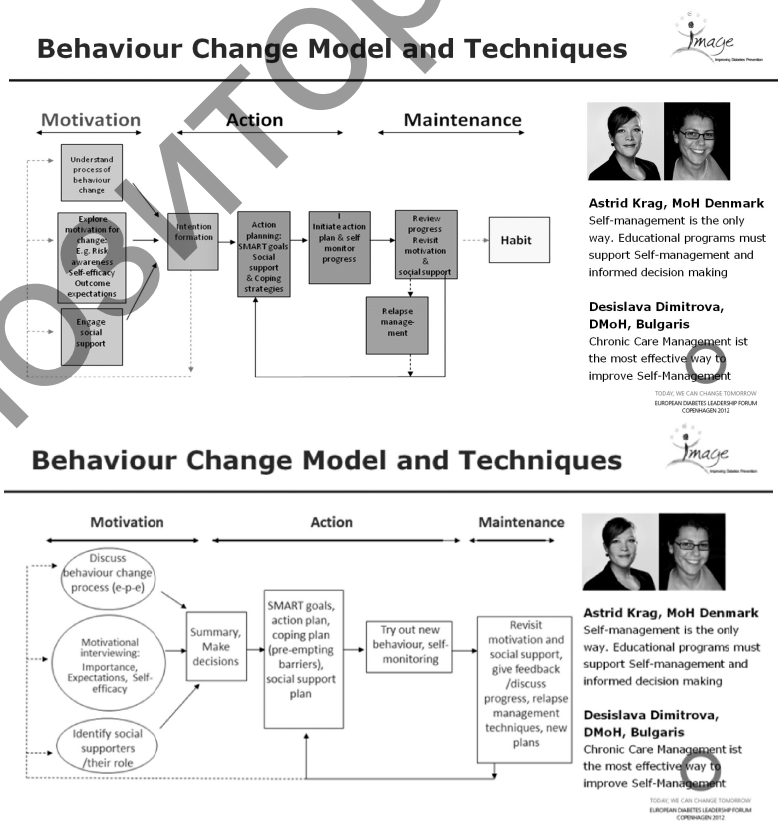 Behaviour Change Model and Techniques
image
Improving Diabetes Prevention
Motivation
Action
Maintenance
Understand
process of
behaviour
change
Explore
motivation for
change:
E.g. Risk
awareness
Self-efficacy
Outcome
expectations
Engage
social
support
Intention
formation
Action
planning:
SMART goals
Social
support
& Coping
strategies
I
Initiate action
plan & self
monitor
progress
Review
progress
Revisit
motivation
&
social support
Relapse
manage-
ment
Habit
Astrid Krag, MoH Denmark
Self-management is the only
way. Educational programs must
support Self-management and
informed decision making
Desislava Dimitrova,
DMoH, Bulgaris
Chronic Care Management ist
the most effective way to
improve Self-Management
TODAY, WE CAN CHANGE TOMORROW
EUROPEAN DIABETES LEADERSHIP FORUM
COPENHAGEN 2012
Behaviour Change Model and Techniques
image
Improving Diabetes Prevention
Motivation
Action
Maintenance
Discuss
behaviour change
process (e-p-e)
Motivational
interviewing:
Importance,
Expectations, Self-
efficacy
Identify social
supporters
/their role
Summary,
Make
decisions
SMART goals,
action plan,
coping plan
(pre-empting
barriers),
social support
plan
Try out new
behaviour, self-
monitoring
Revisit
motivation and
social support,
give feedback
/discuss
progress, relapse
management
techniques, new
plans
Astrid Krag, MoH Denmark
Self-management is the only
way. Educational programs must
support Self-management and
informed decision making
Desislava Dimitrova,
DMoH, Bulgaris
Chronic Care Management ist
the most effective way to
improve Self-Management
TODAY, WE CAN CHANGE TOMORROW
EUROPEAN DIABETES LEADERSHIP FORUM
COPENHAGEN 2012